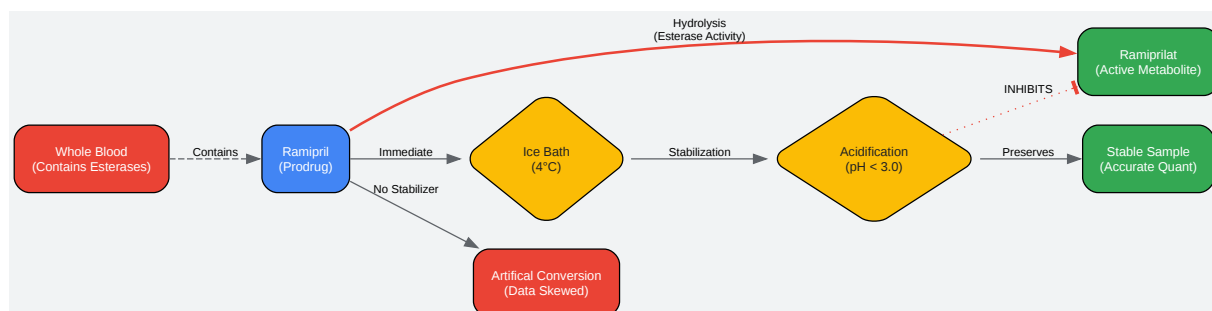 Hydrolysis
(Esterase Activity)
Ramiprilat
(Active Metabolite)
INHIBITS
Whole Blood
(Contains Esterases)
Contains
Ramipril
(Prodrug)
Immediate
Ice Bath
(4°C)
Stabilization
Acidification
(pH < 3.0)
Preserves
Stable Sample
(Accurate Quant)
No Stabilizer
Artifical Conversion
(Data Skewed)